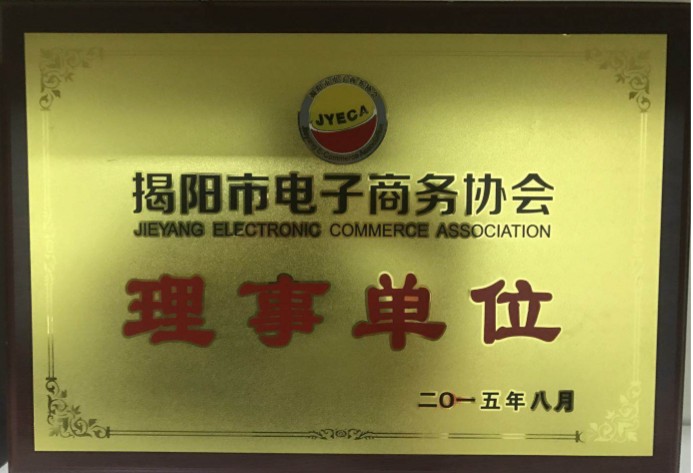 JYECA
揭阳市电子商务协会
JIEYANG ELECTRONIC COMMERCE ASSOCIATION
理事单位
二〇一五年八月